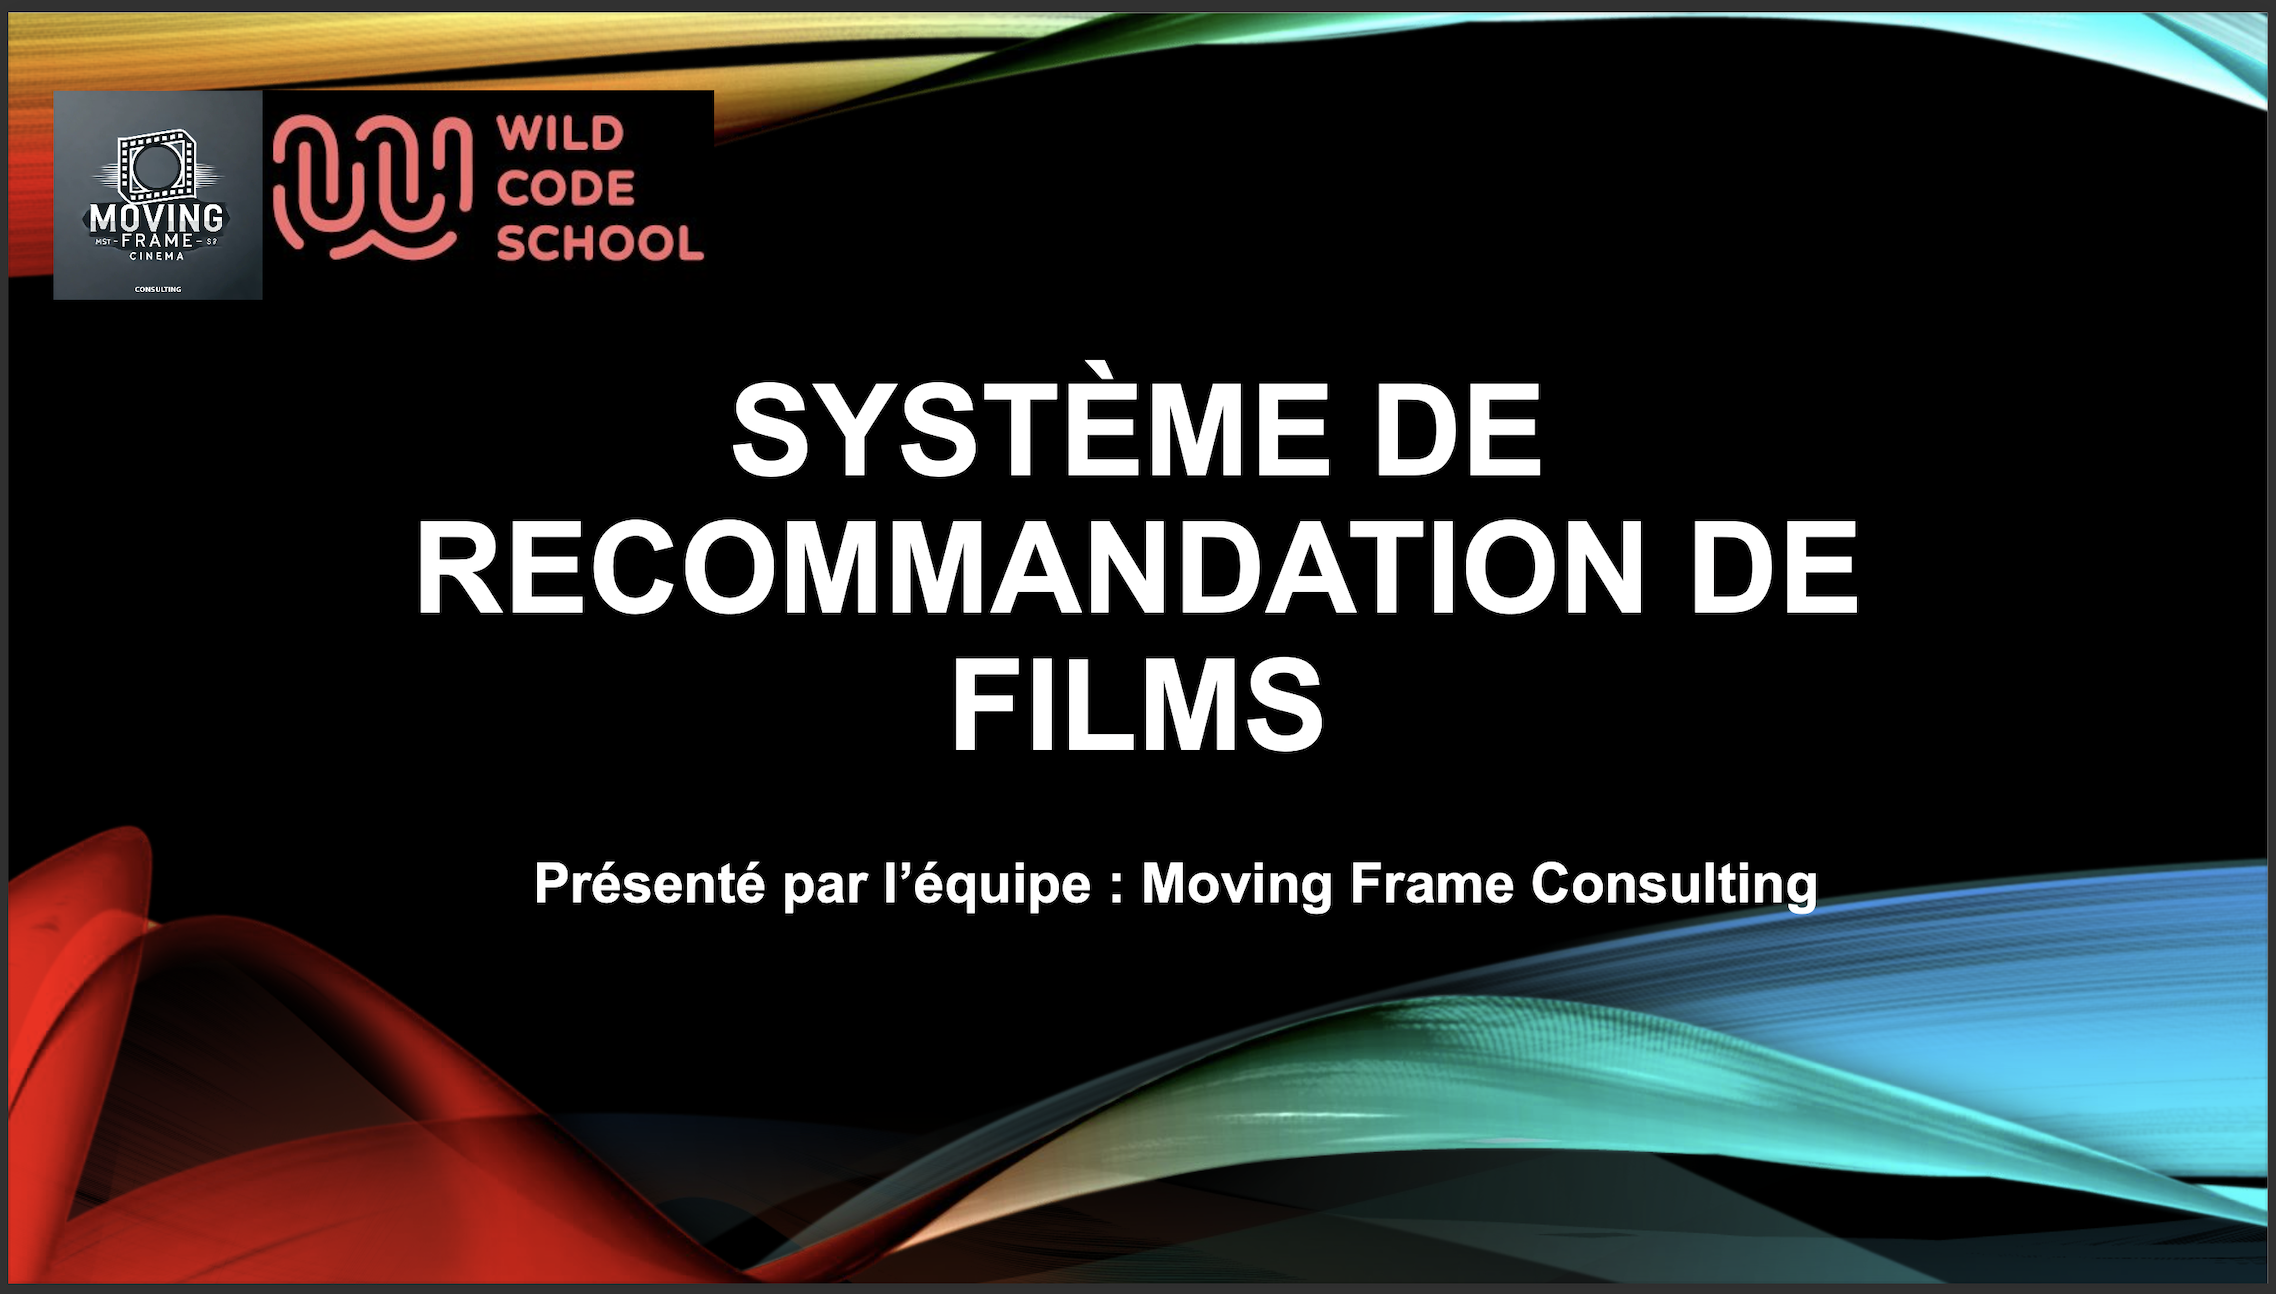 MOVING
MST - FRAME - S?
CINEMA
CONSULTING
WILD
CODE
SCHOOL
SYSTÈME DE
RECOMMANDATION DE
FILMS
Présenté par l’équipe : Moving Frame Consulting